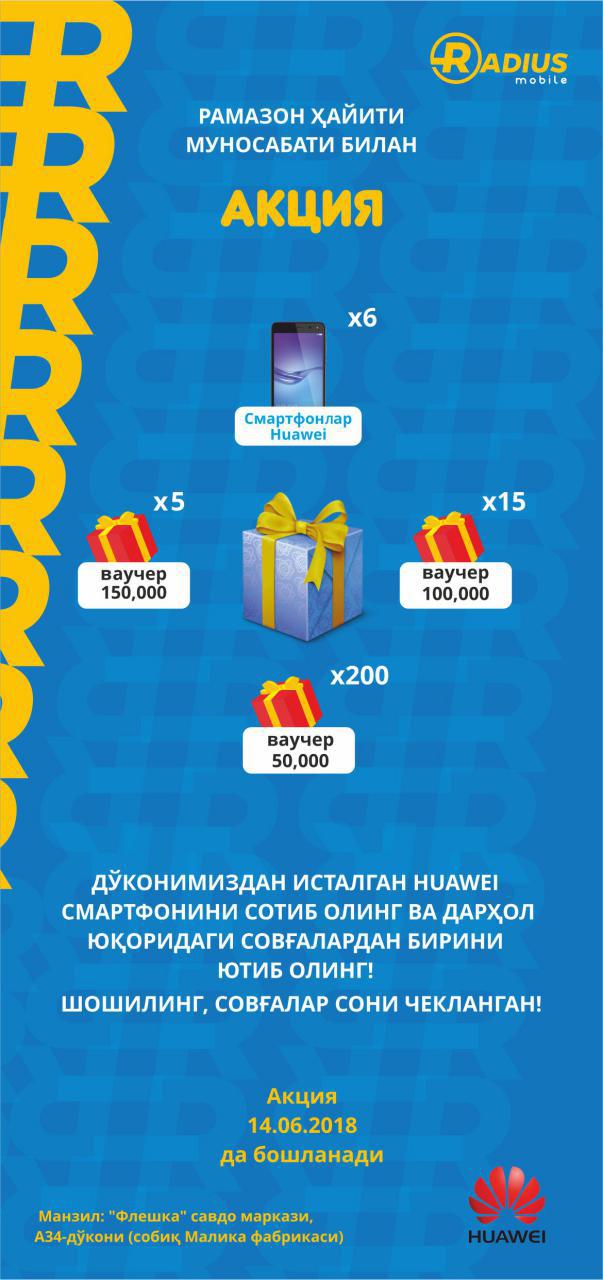 RADIUS
mobile
РАМАЗОН ҲАЙИТИ
МУНОСАБАТИ БИЛАН
АКЦИЯ
x6
Смартфонлар
Huawei
x5
ваучер
150,000
x15
ваучер
100,000
x200
ваучер
50,000
ДЎКОНИМИЗДАН ИСТАЛГАН HUAWEI
СМАРТФОНИНИ СОТИБ ОЛИНГ ВА ДАРҲОЛ
ЮҚОРИДАГИ СОВҒАЛАРДАН БИРИНИ
ЮТИБ ОЛИНГ!
ШОШИЛИНГ, СОВҒАЛАР СОНИ ЧЕКЛАНГАН!
Акция
14.06.2018
да бошланади
Манзил: "Флешка" савдо маркази,
А34-дўкони (собиқ Малика фабрикаси)
HUAWEI